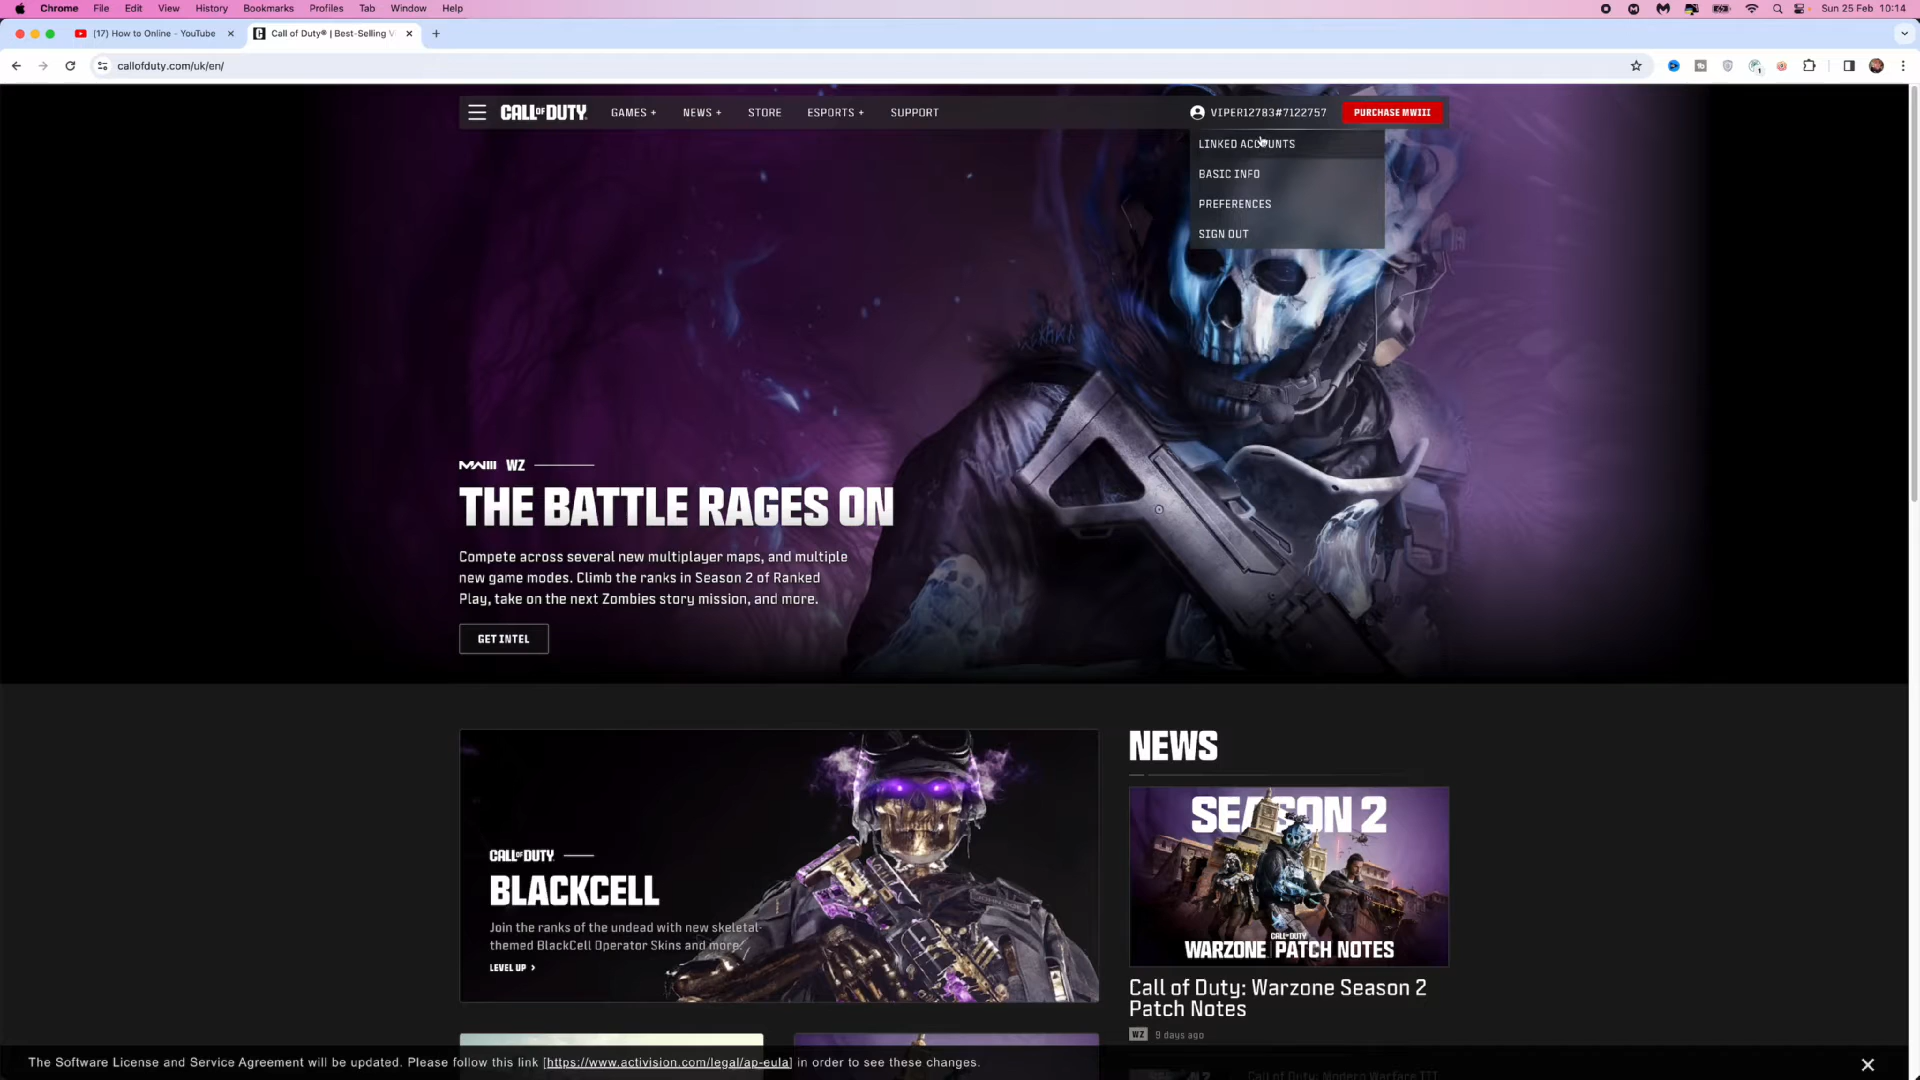 Chrome File Edit View History Bookmarks Profiles Tab Window Help Sun 25 Feb 10:14
(17) How to Online - YouTube
Call of Duty® | Best-Selling V
callofduty.com/uk/en/
CALL OF DUTY GAMES + NEWS + STORE ESPORTS + SUPPORT VIPER12783#7122757 PURCHASE MWIII
LINKED ACCOUNTS
BASIC INFO
PREFERENCES
SIGN OUT
MWIII WZ
THE BATTLE RAGES ON
Compete across several new multiplayer maps, and multiple
new game modes. Climb the ranks in Season 2 of Ranked
Play, take on the next Zombies story mission, and more.
GET INTEL
CALL OF DUTY
BLACKCELL
Join the ranks of the undead with new skeletal-
themed BlackCell Operator Skins and more.
LEVEL UP >
NEWS
SEASON 2
CALL OF DUTY
WARZONE PATCH NOTES
Call of Duty: Warzone Season 2
Patch Notes
WZ 9 days ago
Call of Duty: Modern Warfare III
The Software License and Service Agreement will be updated. Please follow this link [https://www.activision.com/legal/ap-eula] in order to see these changes.